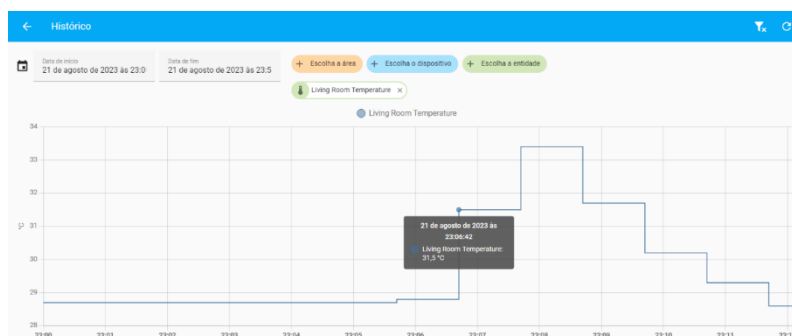 Histórico
Data de início
21 de agosto de 2023 às 23:0
Data de fim
21 de agosto de 2023 às 23:5
Escolha a área
Escolha a dispositivo
Escolha a entidade
Living Room Temperature
Living Room Temperature
34
33
32
°C
31
30
29
28
21 de agosto de 2023 às
23:06:42
Living Room Temperature:
31,5 °C
23:00 23:01 23:02 23:03 23:04 23:05 23:06 23:07 23:08 23:09 23:10 23:11 23:1